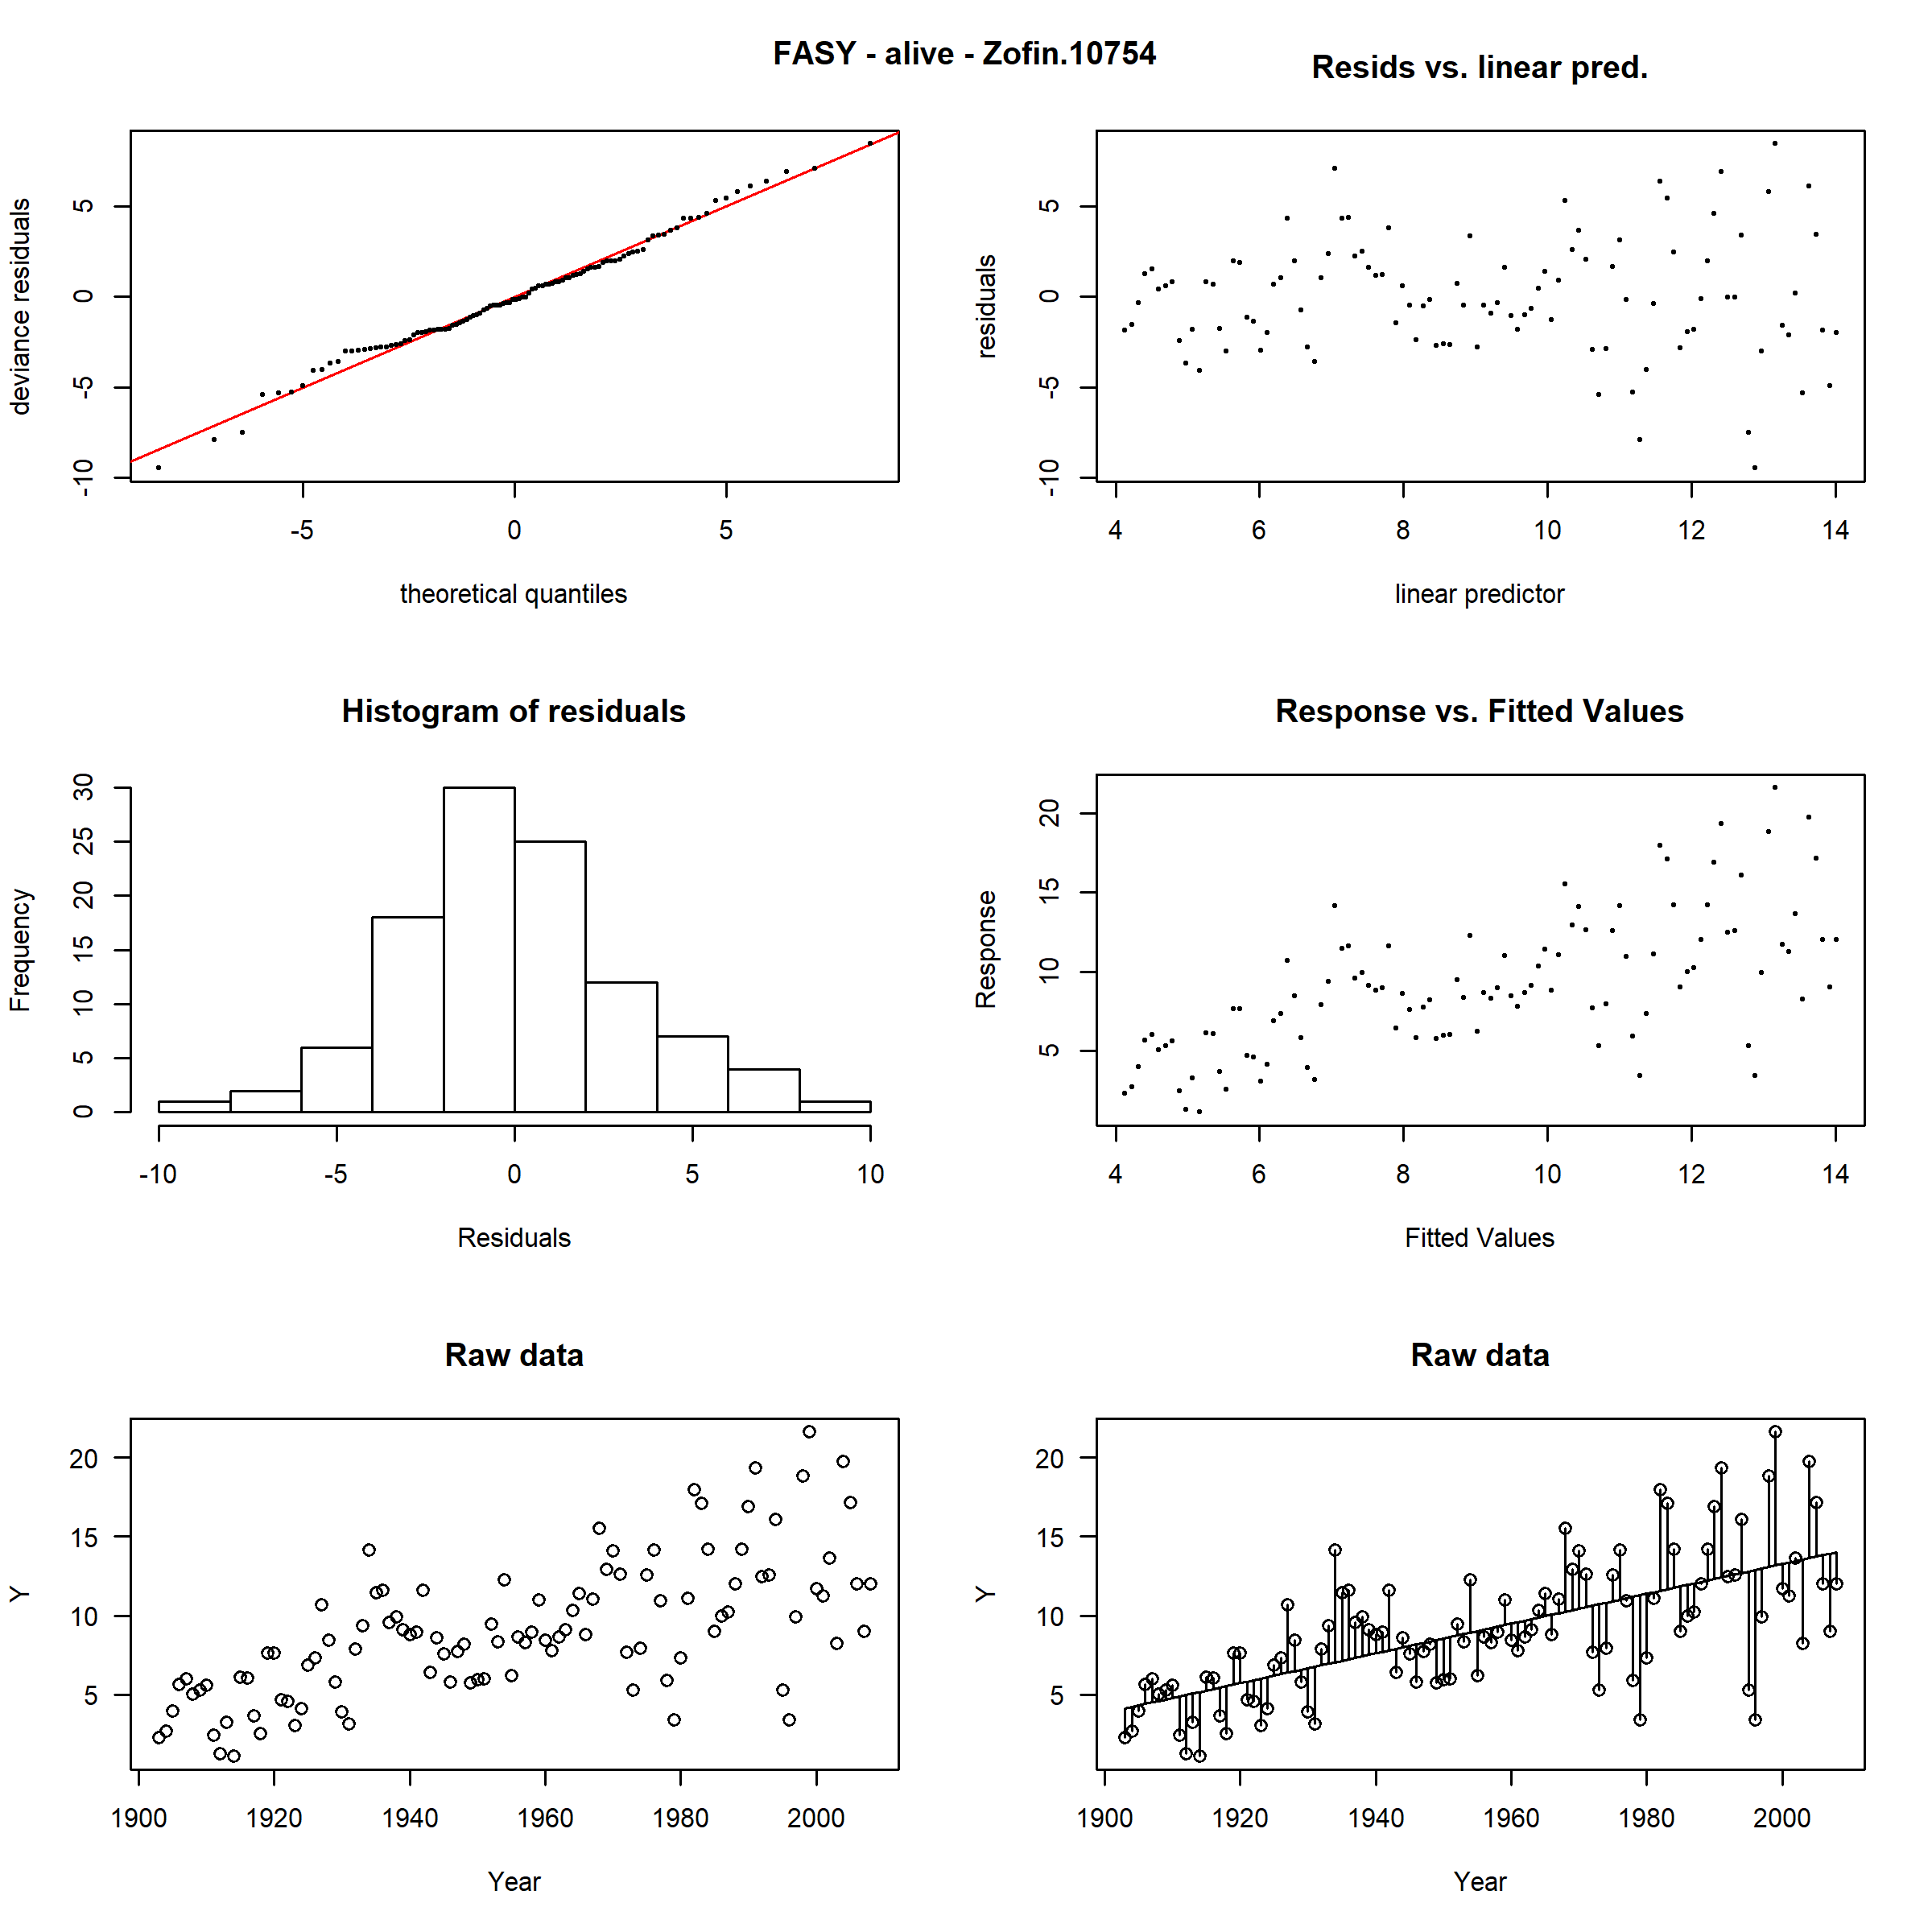 FASY - alive - Zofin.10754
Resids vs. linear pred.
deviance residuals
-10 -5 0 5
-5 0 5
theoretical quantiles
residuals
-10 -5 0 5
4 6 8 10 12 14
linear predictor
Histogram of residuals
Frequency
0 5 10 15 20 25 30
-10 -5 0 5 10
Residuals
Response vs. Fitted Values
Response
5 10 15 20
4 6 8 10 12 14
Fitted Values
Raw data
Y
5 10 15 20
1900 1920 1940 1960 1980 2000
Year
Raw data
Y
5 10 15 20
1900 1920 1940 1960 1980 2000
Year